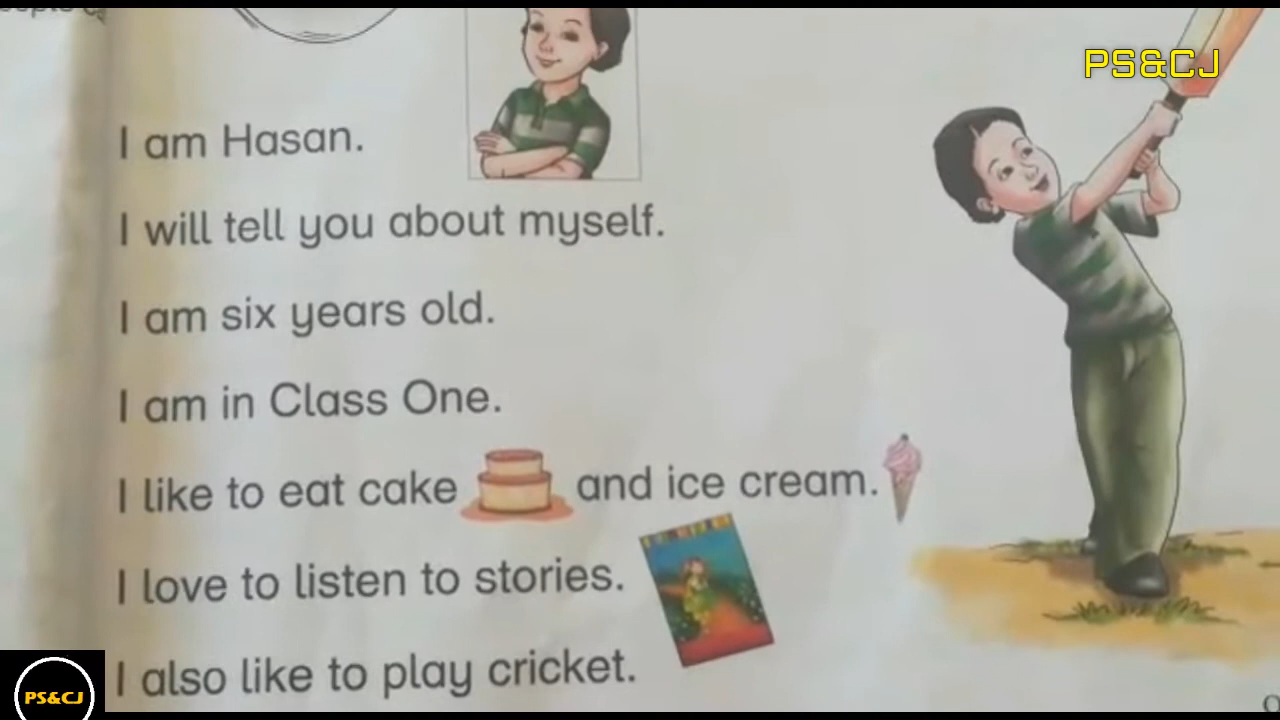 PS&CJ
I am Hasan.
I will tell you about myself.
I am six years old.
I am in Class One.
I like to eat cake and ice cream.
I love to listen to stories.
I also like to play cricket.
PS&CJ